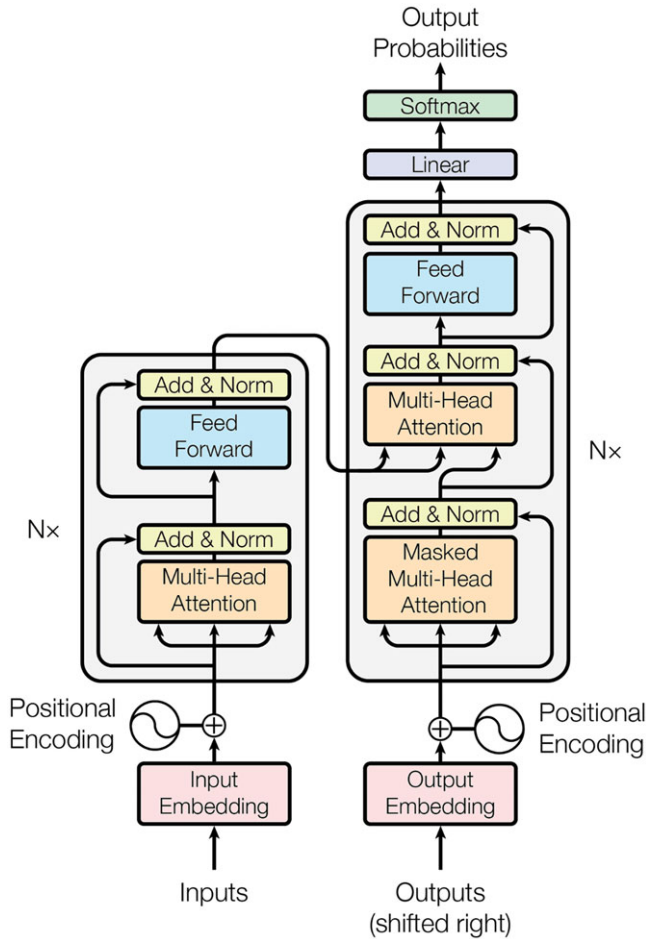 Output
Probabilities
Softmax
Linear
Add & Norm
Feed
Forward
Add & Norm
Multi-Head
Attention
Add & Norm
Masked
Multi-Head
Attention
Nx
Add & Norm
Feed
Forward
Add & Norm
Multi-Head
Attention
Nx
Positional
Encoding
Positional
Encoding
Input
Embedding
Output
Embedding
Inputs
Outputs
(shifted right)